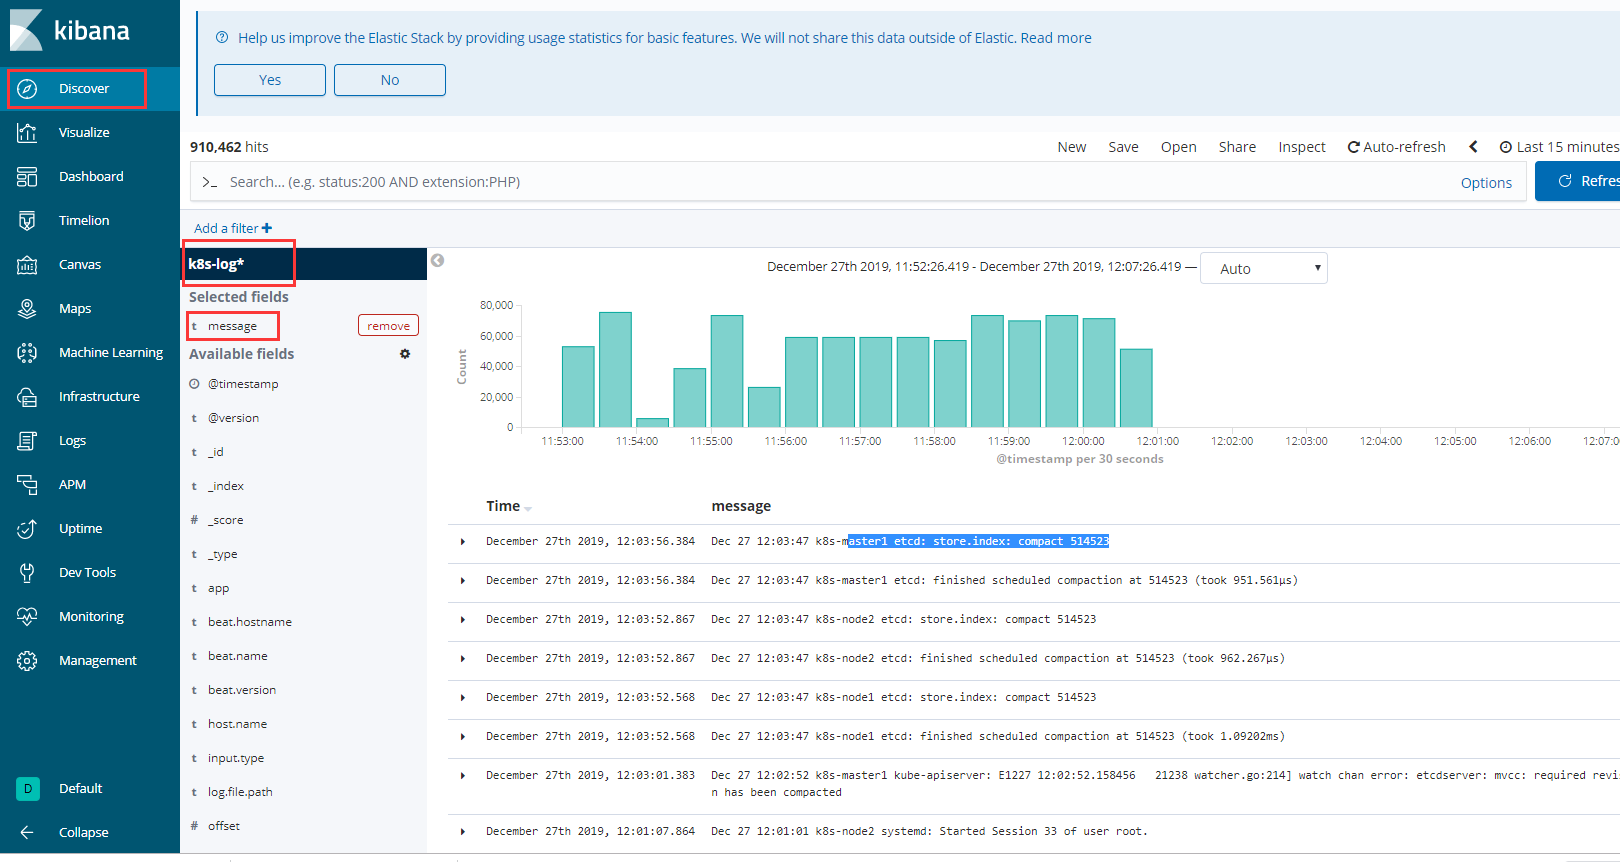 kibana
Discover
Visualize
Dashboard
Timelion
Canvas
Maps
Machine Learning
Infrastructure
Logs
APM
Uptime
Dev Tools
Monitoring
Management
D Default
Collapse
Help us improve the Elastic Stack by providing usage statistics for basic features. We will not share this data outside of Elastic. Read more
Yes No
910,462 hits
New Save Open Share Inspect Auto-refresh Last 15 minutes
>_ Search... (e.g. status:200 AND extension:PHP) Options Refres
Add a filter +
k8s-log*
Selected fields
t message remove
Available fields
@timestamp
t @version
t _id
t _index
# _score
t _type
t app
t beat.hostname
t beat.name
t beat.version
t host.name
t input.type
t log.file.path
# offset
December 27th 2019, 11:52:26.419 - December 27th 2019, 12:07:26.419 — Auto
80,000
60,000
40,000
20,000
0
Count
11:53:00 11:54:00 11:55:00 11:56:00 11:57:00 11:58:00 11:59:00 12:00:00 12:01:00 12:02:00 12:03:00 12:04:00 12:05:00 12:06:00 12:07:0
@timestamp per 30 seconds
Time message
December 27th 2019, 12:03:56.384 Dec 27 12:03:47 k8s-master1 etcd: store.index: compact 514523
December 27th 2019, 12:03:56.384 Dec 27 12:03:47 k8s-master1 etcd: finished scheduled compaction at 514523 (took 951.561µs)
December 27th 2019, 12:03:52.867 Dec 27 12:03:47 k8s-node2 etcd: store.index: compact 514523
December 27th 2019, 12:03:52.867 Dec 27 12:03:47 k8s-node2 etcd: finished scheduled compaction at 514523 (took 962.267µs)
December 27th 2019, 12:03:52.568 Dec 27 12:03:47 k8s-node1 etcd: store.index: compact 514523
December 27th 2019, 12:03:52.568 Dec 27 12:03:47 k8s-node1 etcd: finished scheduled compaction at 514523 (took 1.09202ms)
December 27th 2019, 12:03:01.383 Dec 27 12:02:52 k8s-master1 kube-apiserver: E1227 12:02:52.158456 21238 watcher.go:214] watch chan error: etcdserver: mvcc: required revis
n has been compacted
December 27th 2019, 12:01:07.864 Dec 27 12:01:01 k8s-node2 systemd: Started Session 33 of user root.